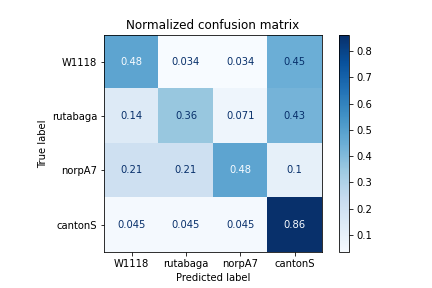 Normalized confusion matrix
W1118 0.48 0.034 0.034 0.45
rutabaga 0.14 0.36 0.071 0.43
norpA7 0.21 0.21 0.48 0.1
cantonS 0.045 0.045 0.045 0.86
W1118 rutabaga norpA7 cantonS
Predicted label
True label
0.8
0.7
0.6
0.5
0.4
0.3
0.2
0.1